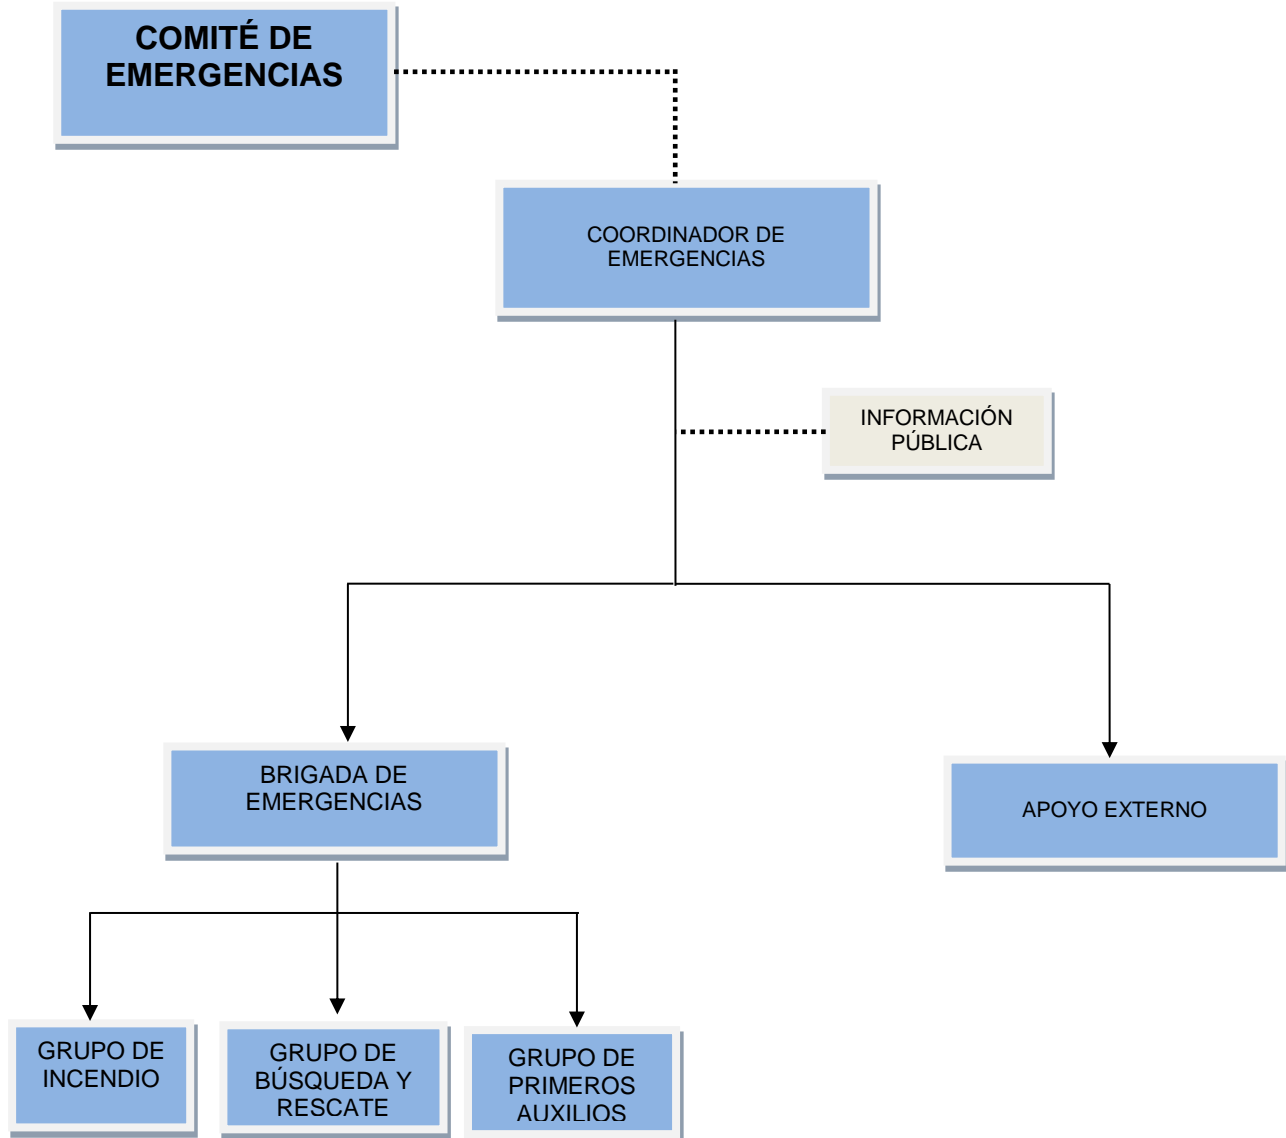 COMITÉ DE
EMERGENCIAS
COORDINADOR DE
EMERGENCIAS
INFORMACIÓN
PÚBLICA
BRIGADA DE
EMERGENCIAS
APOYO EXTERNO
GRUPO DE
INCENDIO
GRUPO DE
BÚSQUEDA Y
RESCATE
GRUPO DE
PRIMEROS
AUXILIOS